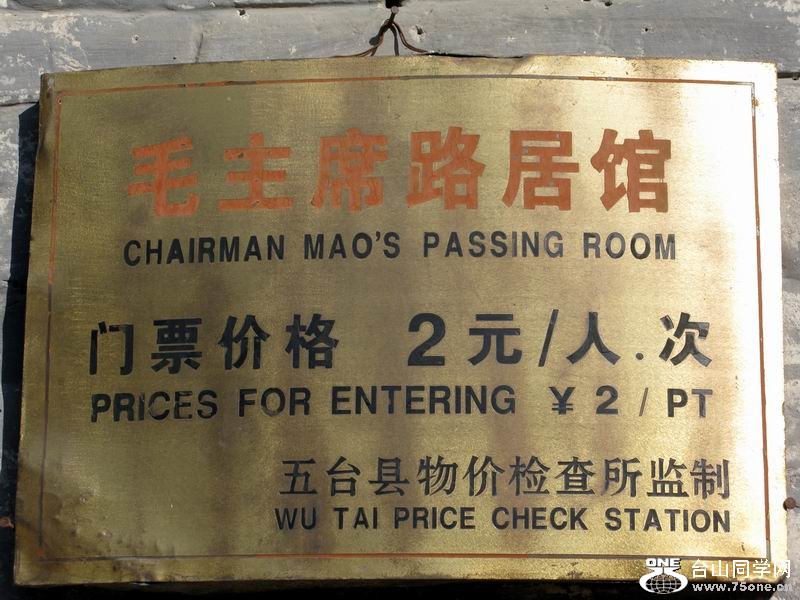 毛主席路居馆
CHAIRMAN MAO'S PASSING ROOM
门票价格 2元/人.次
PRICES FOR ENTERING ¥ 2 / PT
五台县物价检查所监制
WU TAI PRICE CHECK STATION
ONE 台山同学网
www.75one.cn